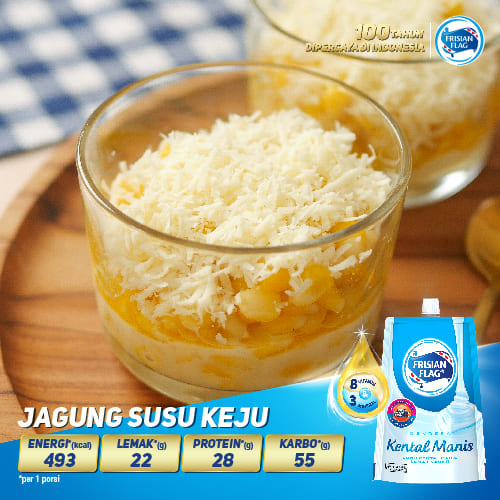 100 TAHUN
DIPERCAYA DI INDONESIA
FRISIAN FLAG
JAGUNG SUSU KEJU
ENERGI*(kcal) LEMAK*(g) PROTEIN*(g) KARBO*(g)
493 22 28 55
*per 1 porsi
8 VITAMIN
3 MINERAL
FRISIAN FLAG
Kental Manis